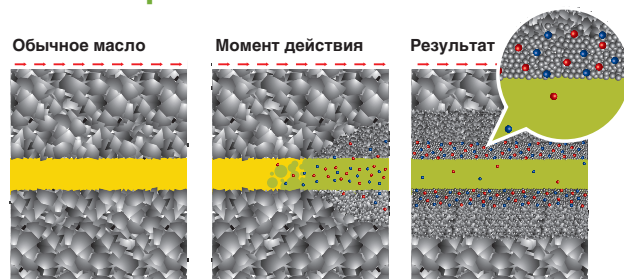 Обычное масло
Момент действия
Результат